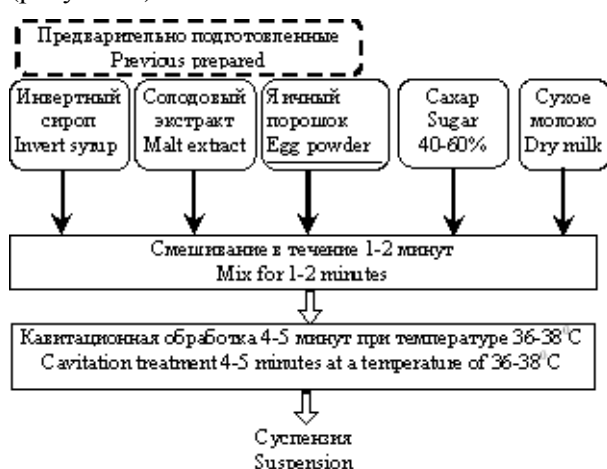 Предварительно подготовленные
Previous prepared
Инвертный
сироп
Invert syrup
Солодовый
экстракт
Malt extract
Яичный
порошок
Egg powder
Сахар
Sugar
40-60%
Сухое
молоко
Dry milk
Смешивание в течение 1-2 минут
Mix for 1-2 minutes
Кавитационная обработка 4-5 минут при температуре 36-38⁰С
Cavitation treatment 4-5 minutes at a temperature of 36-38⁰C
Суспензия
Suspension